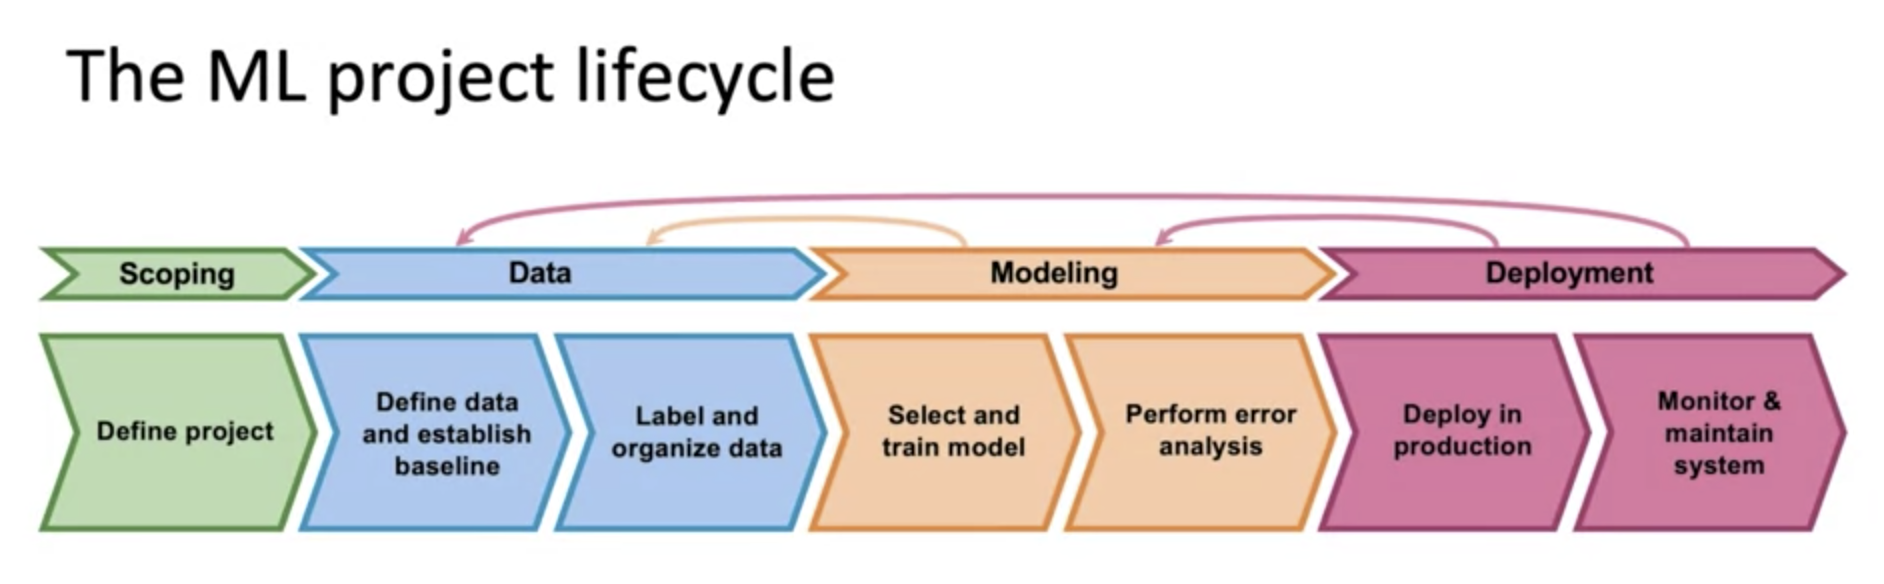 The ML project lifecycle
Scoping
Data
Modeling
Deployment
Define project
Define data
and establish
baseline
Label and
organize data
Select and
train model
Perform error
analysis
Deploy in
production
Monitor &
maintain
system